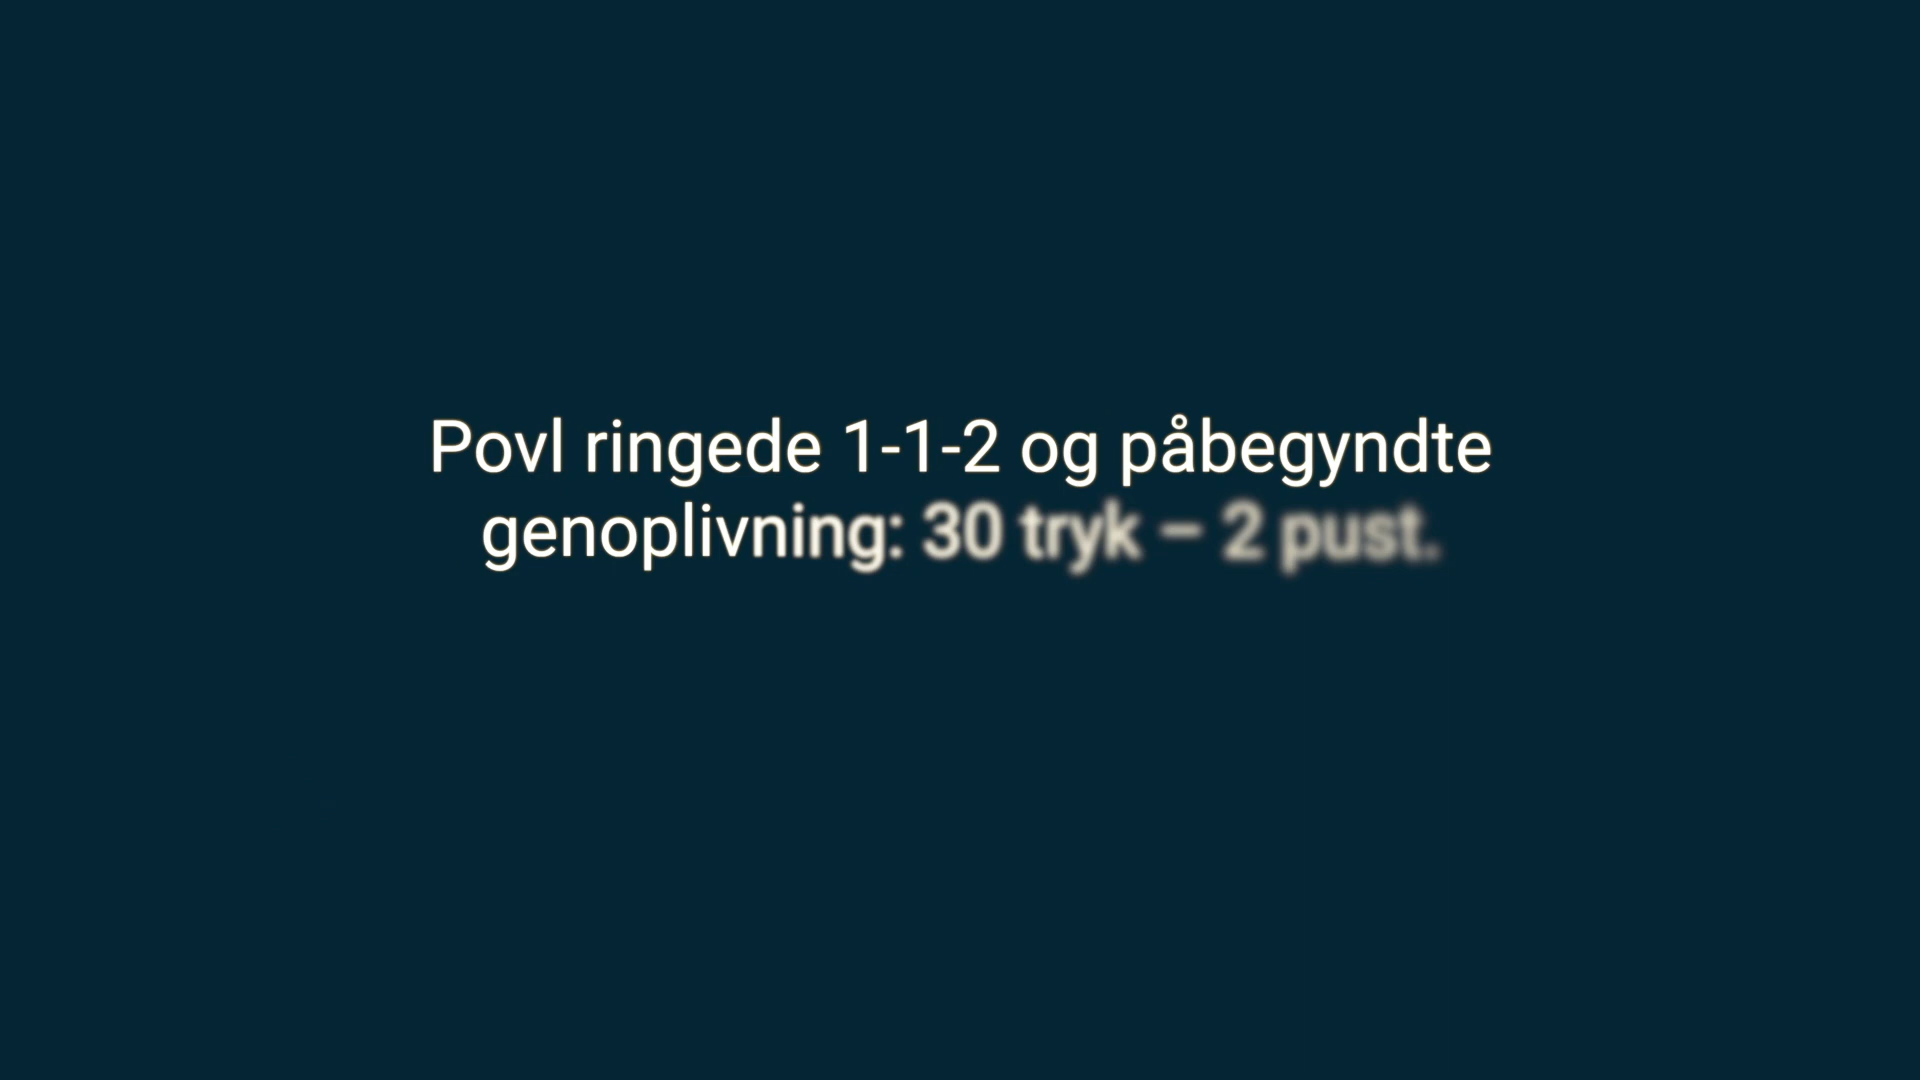 Povl ringede 1-1-2 og påbegyndte
genoplivning: 30 tryk – 2 pust.